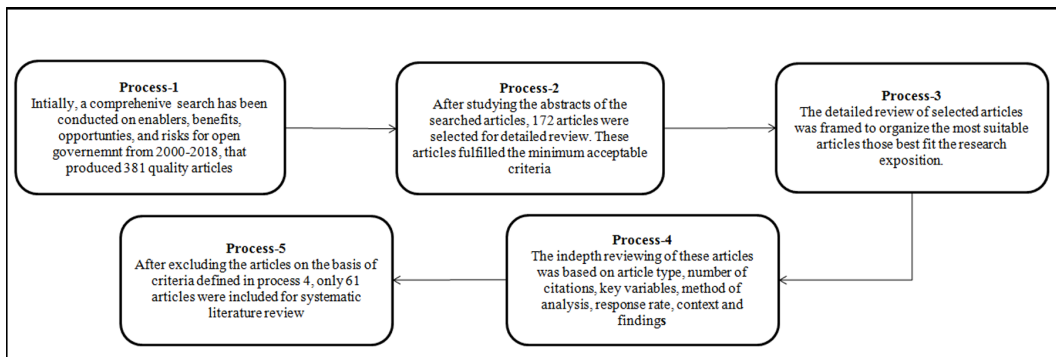 Process-1
Intially, a comprehenive search has been
conducted on enablers, benefits,
opportunties, and risks for open
governemnt from 2000-2018, that
produced 381 quality articles
Process-2
After studying the abstracts of the
searched articles, 172 articles were
selected for detailed review. These
articles fulfilled the minimum acceptable
criteria
Process-3
The detailed review of selected articles
was framed to organize the most suitable
articles those best fit the research
exposition.
Process-4
The indepth reviewing of these articles
was based on article type, number of
citations, key variables, method of
analysis, response rate, context and
findings
Process-5
After excluding the articles on the basis of
criteria defined in process 4, only 61
articles were included for systematic
literature review